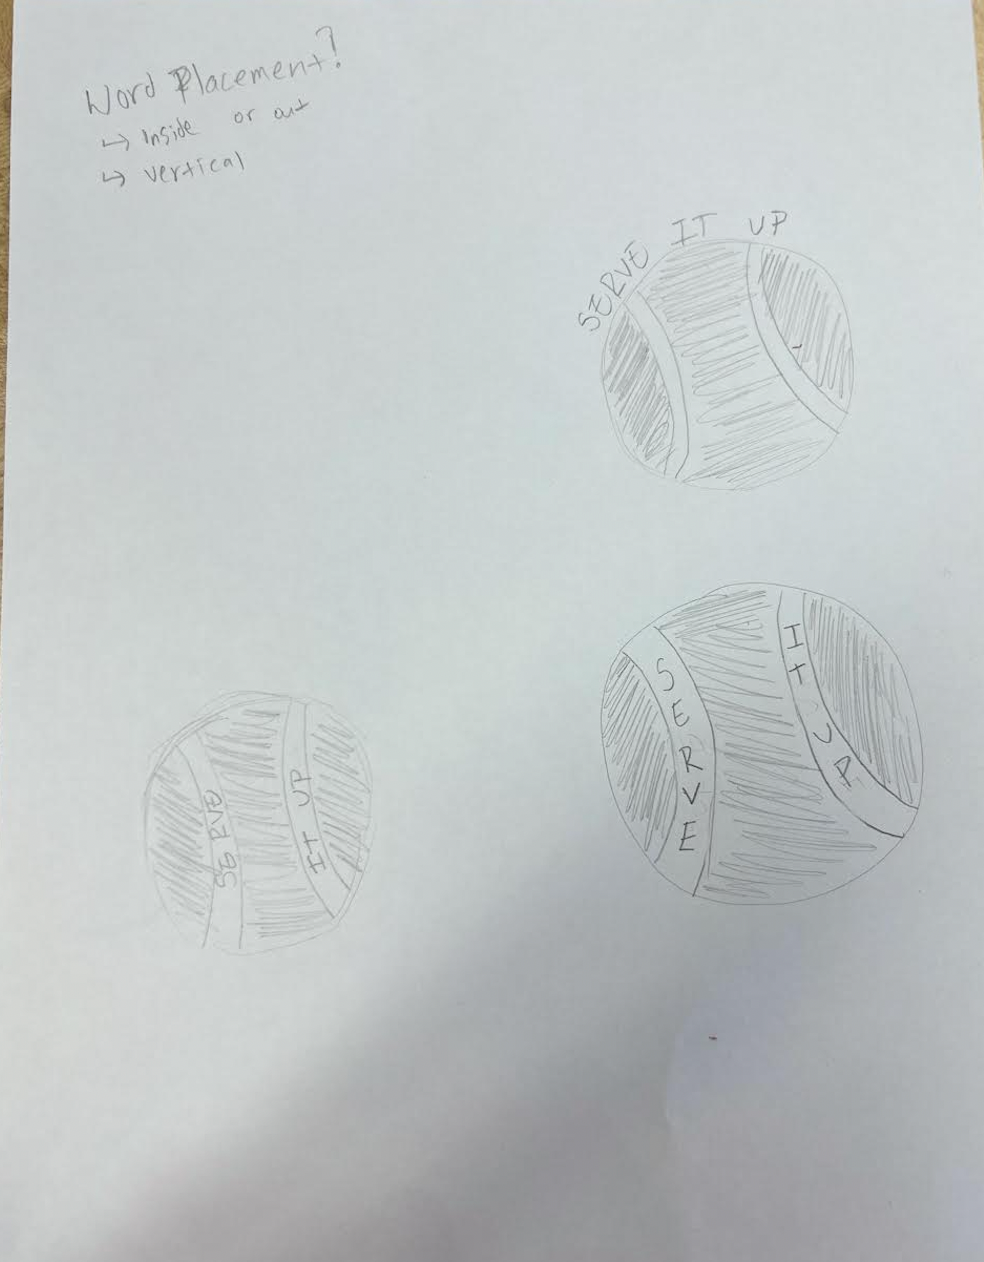 Word Placement?
↳ Inside or out
↳ vertical
SERVE IT UP
SERVE
IT UP
SERVE
It UP